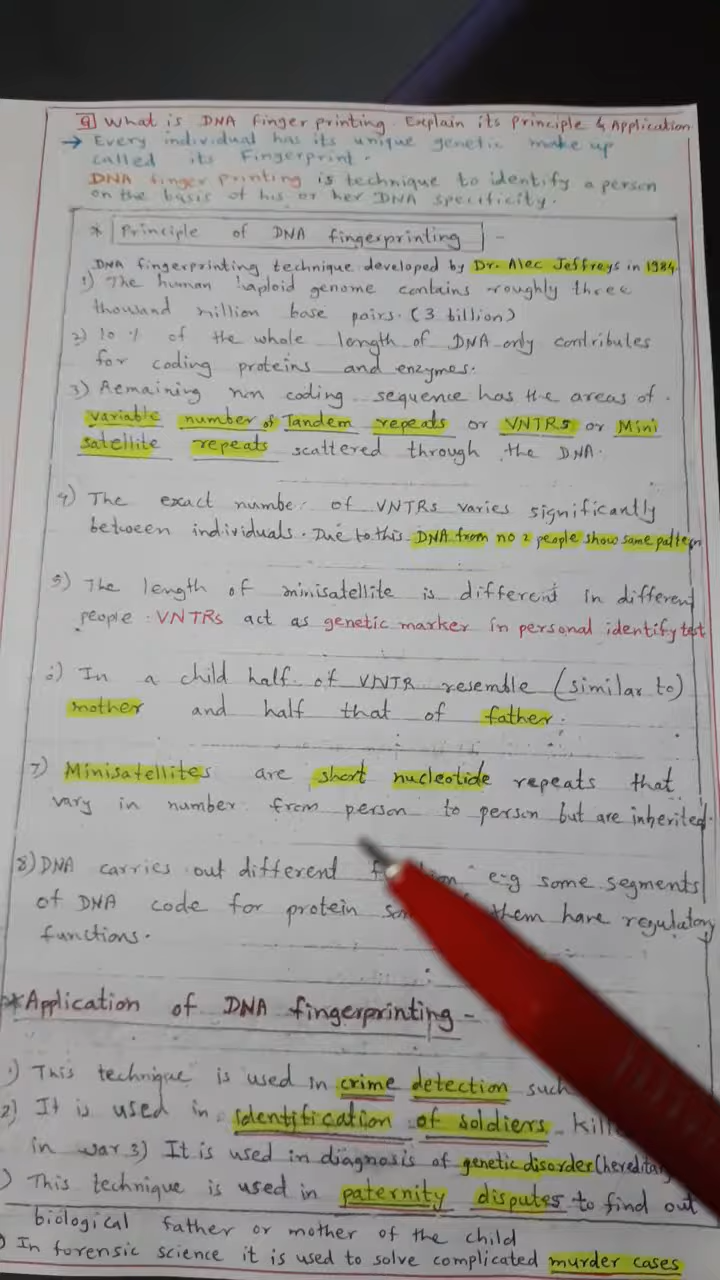 Q What is DNA finger printing. Explain its principle & Application
→ Every individual has its unique genetic make up
called its Fingerprint.
DNA finger printing is technique to identify a person
on the basis of his or her DNA specificity.
* Principle of DNA fingerprinting -
DNA fingerprinting technique developed by Dr. Alec Jeffreys in 1984.
1) The human haploid genome contains roughly three
thousand million base pairs. (3 billion)
2) 10 % of the whole length of DNA only contributes
for coding proteins and enzymes.
3) Remaining non coding sequence has the areas of
variable number of Tandem repeats or VNTRs or Mini
satellite repeats scattered through the DNA.
4) The exact number of VNTRs varies significantly
between individuals. Due to this DNA from no 2 people show same pattern
5) The length of minisatellite is different in different
people. VNTRs act as genetic marker in personal identify test
6) In a child half of VNTR resemble (similar to)
mother and half that of father.
7) Minisatellites are short nucleotide repeats that
vary in number from person to person but are inherited.
8) DNA carries out different e-g some segments
of DNA code for protein them have regulatory
functions.
* Application of DNA fingerprinting -
1) This technique is used in crime detection such
2) It is used in identification of soldiers
in war 3) It is used in diagnosis of genetic disorder (hereditary
) This technique is used in paternity disputes to find out
biological father or mother of the child
) In forensic science it is used to solve complicated murder cases